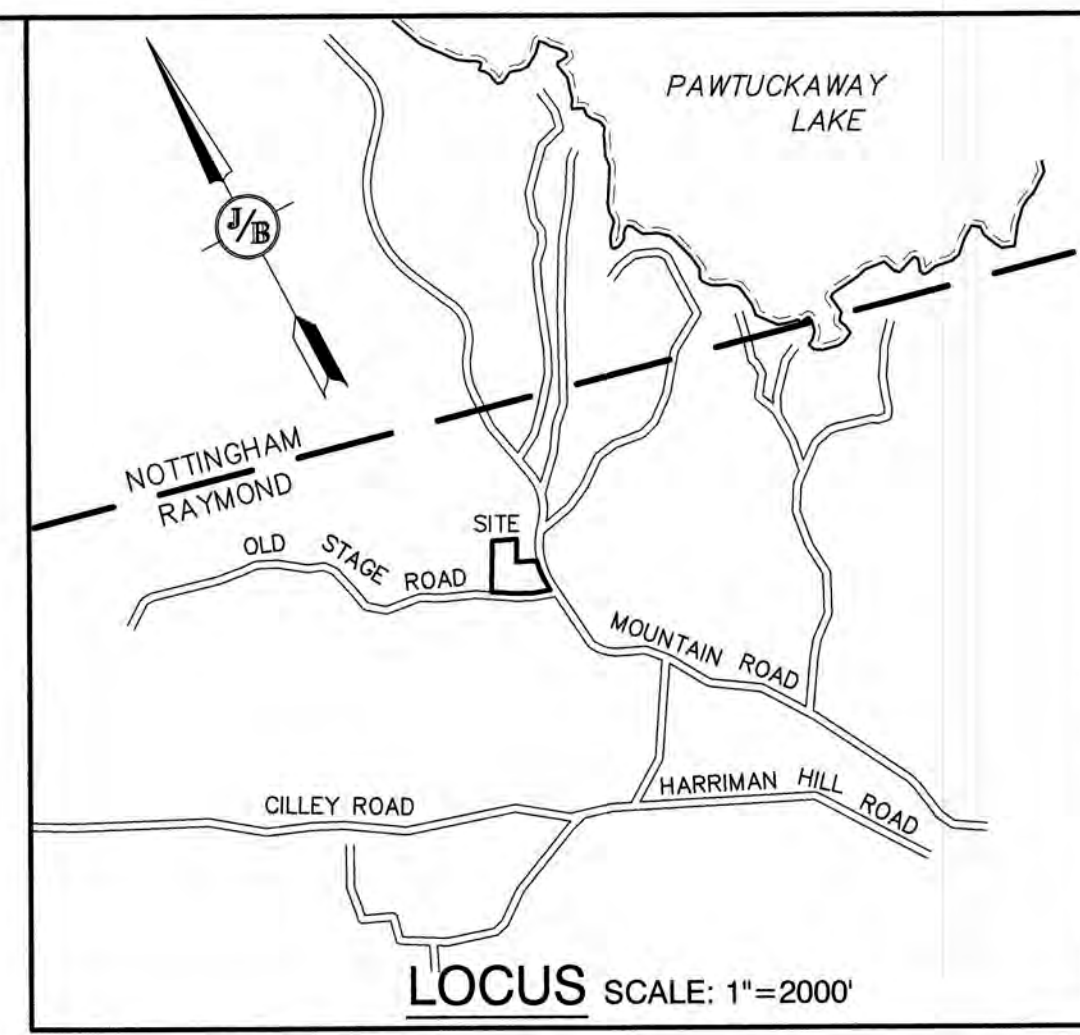 PAWTUCKAWAY
LAKE
J/B
NOTTINGHAM
RAYMOND
SITE
OLD STAGE ROAD
MOUNTAIN ROAD
HARRIMAN HILL ROAD
CILLEY ROAD
LOCUS SCALE: 1"=2000'